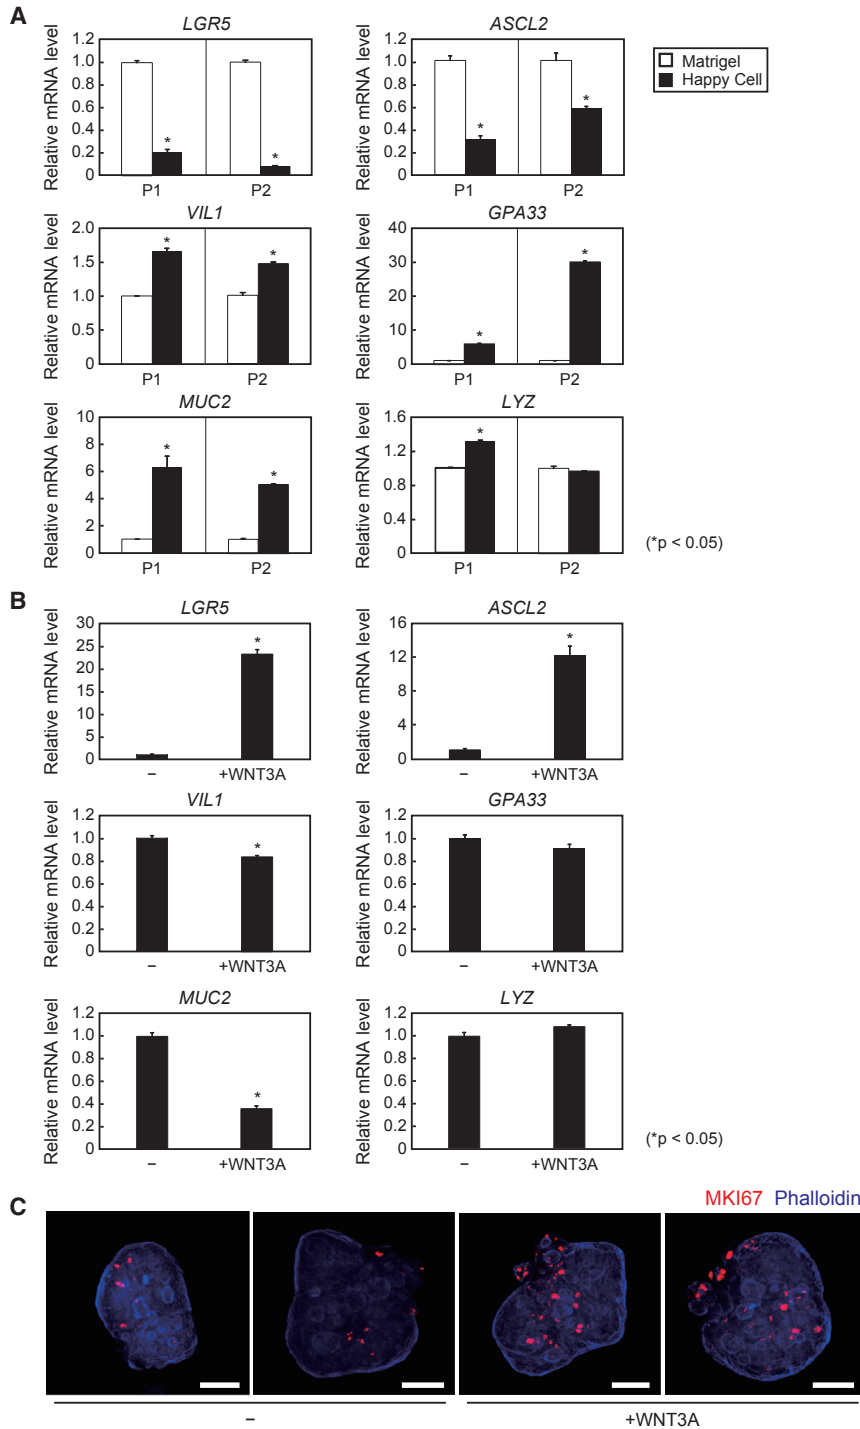 A
LGR5
Relative mRNA level
1.2
1.0
0.8
0.6
0.4
0.2
0
*
*
P1
P2
ASCL2
Relative mRNA level
1.2
1.0
0.8
0.6
0.4
0.2
0
*
*
P1
P2
Matrigel
Happy Cell
VIL1
Relative mRNA level
2.0
1.5
1.0
0.5
0
*
*
P1
P2
GPA33
Relative mRNA level
40
30
20
10
0
*
*
P1
P2
MUC2
Relative mRNA level
10
8
6
4
2
0
*
*
P1
P2
LYZ
Relative mRNA level
1.6
1.2
0.8
0.4
0
*
P1
P2
(*p < 0.05)
B
LGR5
Relative mRNA level
30
25
20
15
10
5
0
*
–
+WNT3A
ASCL2
Relative mRNA level
16
12
8
4
0
*
–
+WNT3A
VIL1
Relative mRNA level
1.2
1.0
0.8
0.6
0.4
0.2
0
*
–
+WNT3A
GPA33
Relative mRNA level
1.2
1.0
0.8
0.6
0.4
0.2
0
–
+WNT3A
MUC2
Relative mRNA level
1.2
1.0
0.8
0.6
0.4
0.2
0
*
–
+WNT3A
LYZ
Relative mRNA level
1.2
1.0
0.8
0.6
0.4
0.2
0
–
+WNT3A
(*p < 0.05)
C
MKI67 Phalloidin
–
+WNT3A